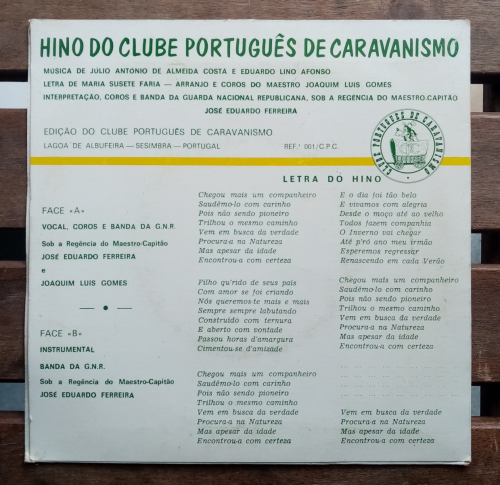 HINO DO CLUBE PORTUGUÊS DE CARAVANISMO
MÚSICA DE JÚLIO ANTONIO DE ALMEIDA COSTA E EDUARDO LINO AFONSO
LETRA DE MARIA SUSETE FARIA — ARRANJO E COROS DO MAESTRO JOAQUIM LUIS GOMES
INTERPRETAÇÃO, COROS E BANDA DA GUARDA NACIONAL REPUBLICANA, SOB A REGENCIA DO MAESTRO-CAPITÃO
JOSÉ EDUARDO FERREIRA
EDIÇÃO DO CLUBE PORTUGUÊS DE CARAVANISMO
LAGOA DE ALBUFEIRA — SESIMBRA — PORTUGAL
REF.ª 001/C.P.C.
CLUBE PORTUGUÊS DE CARAVANISMO
LETRA DO HINO
FACE «A»
VOCAL, COROS E BANDA DA G.N.R.
Sob a Regência do Maestro-Capitão
JOSÉ EDUARDO FERREIRA
e
JOAQUIM LUIS GOMES
FACE «B»
INSTRUMENTAL
BANDA DA G.N.R.
Sob a Regência do Maestro-Capitão
JOSÉ EDUARDO FERREIRA
Chegou mais um companheiro
Saudêmo-lo com carinho
Pois não sendo pioneiro
Trilhou o mesmo caminho
Vem em busca da verdade
Procura-a na Natureza
Mas apesar da idade
Encontrou-a com certeza
Filho qu'rido de seus pais
Com amor se foi criando
Nós queremos-te mais e mais
Sempre sempre labutando
Construido com ternura
E aberto com vontade
Passou horas d'amargura
Cimentou-se d'amisade
Chegou mais um companheiro
Saudêmo-lo com carinho
Pois não sendo pioneiro
Trilhou o mesmo caminho
Vem em busca da verdade
Procura-a na Natureza
Mas apesar da idade
Encontrou-a com certeza
E o dia foi tão belo
E vivamos com alegria
Desde o moço até ao velho
Todos fazem companhia
O Inverno vai chegar
Até p'ró ano meu irmão
Esperemos regressar
Renascendo em cada Verão
Chegou mais um companheiro
Saudêmo-lo com carinho
Pois não sendo pioneiro
Trilhou o mesmo caminho
Vem em busca da verdade
Procura-a na Natureza
Mas apesar da idade
Encontrou-a com certeza
Vem em busca da verdade
Procura-a na Natureza
Mas apesar da idade
Encontrou-a com certeza